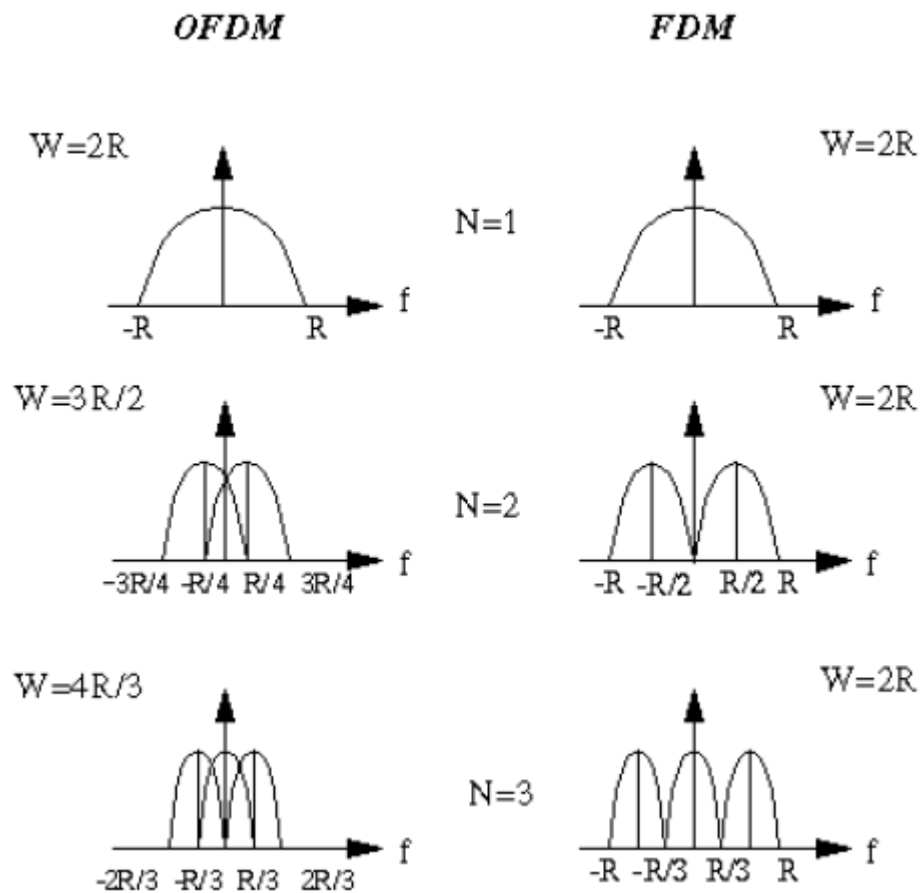 OFDM FDM
W=2R W=2R
N=1
f f
-R R -R R
W=3R/2 W=2R
N=2
f f
-3R/4 -R/4 R/4 3R/4 -R -R/2 R/2 R
W=4R/3 W=2R
N=3
f f
-2R/3 -R/3 R/3 2R/3 -R -R/3 R/3 R